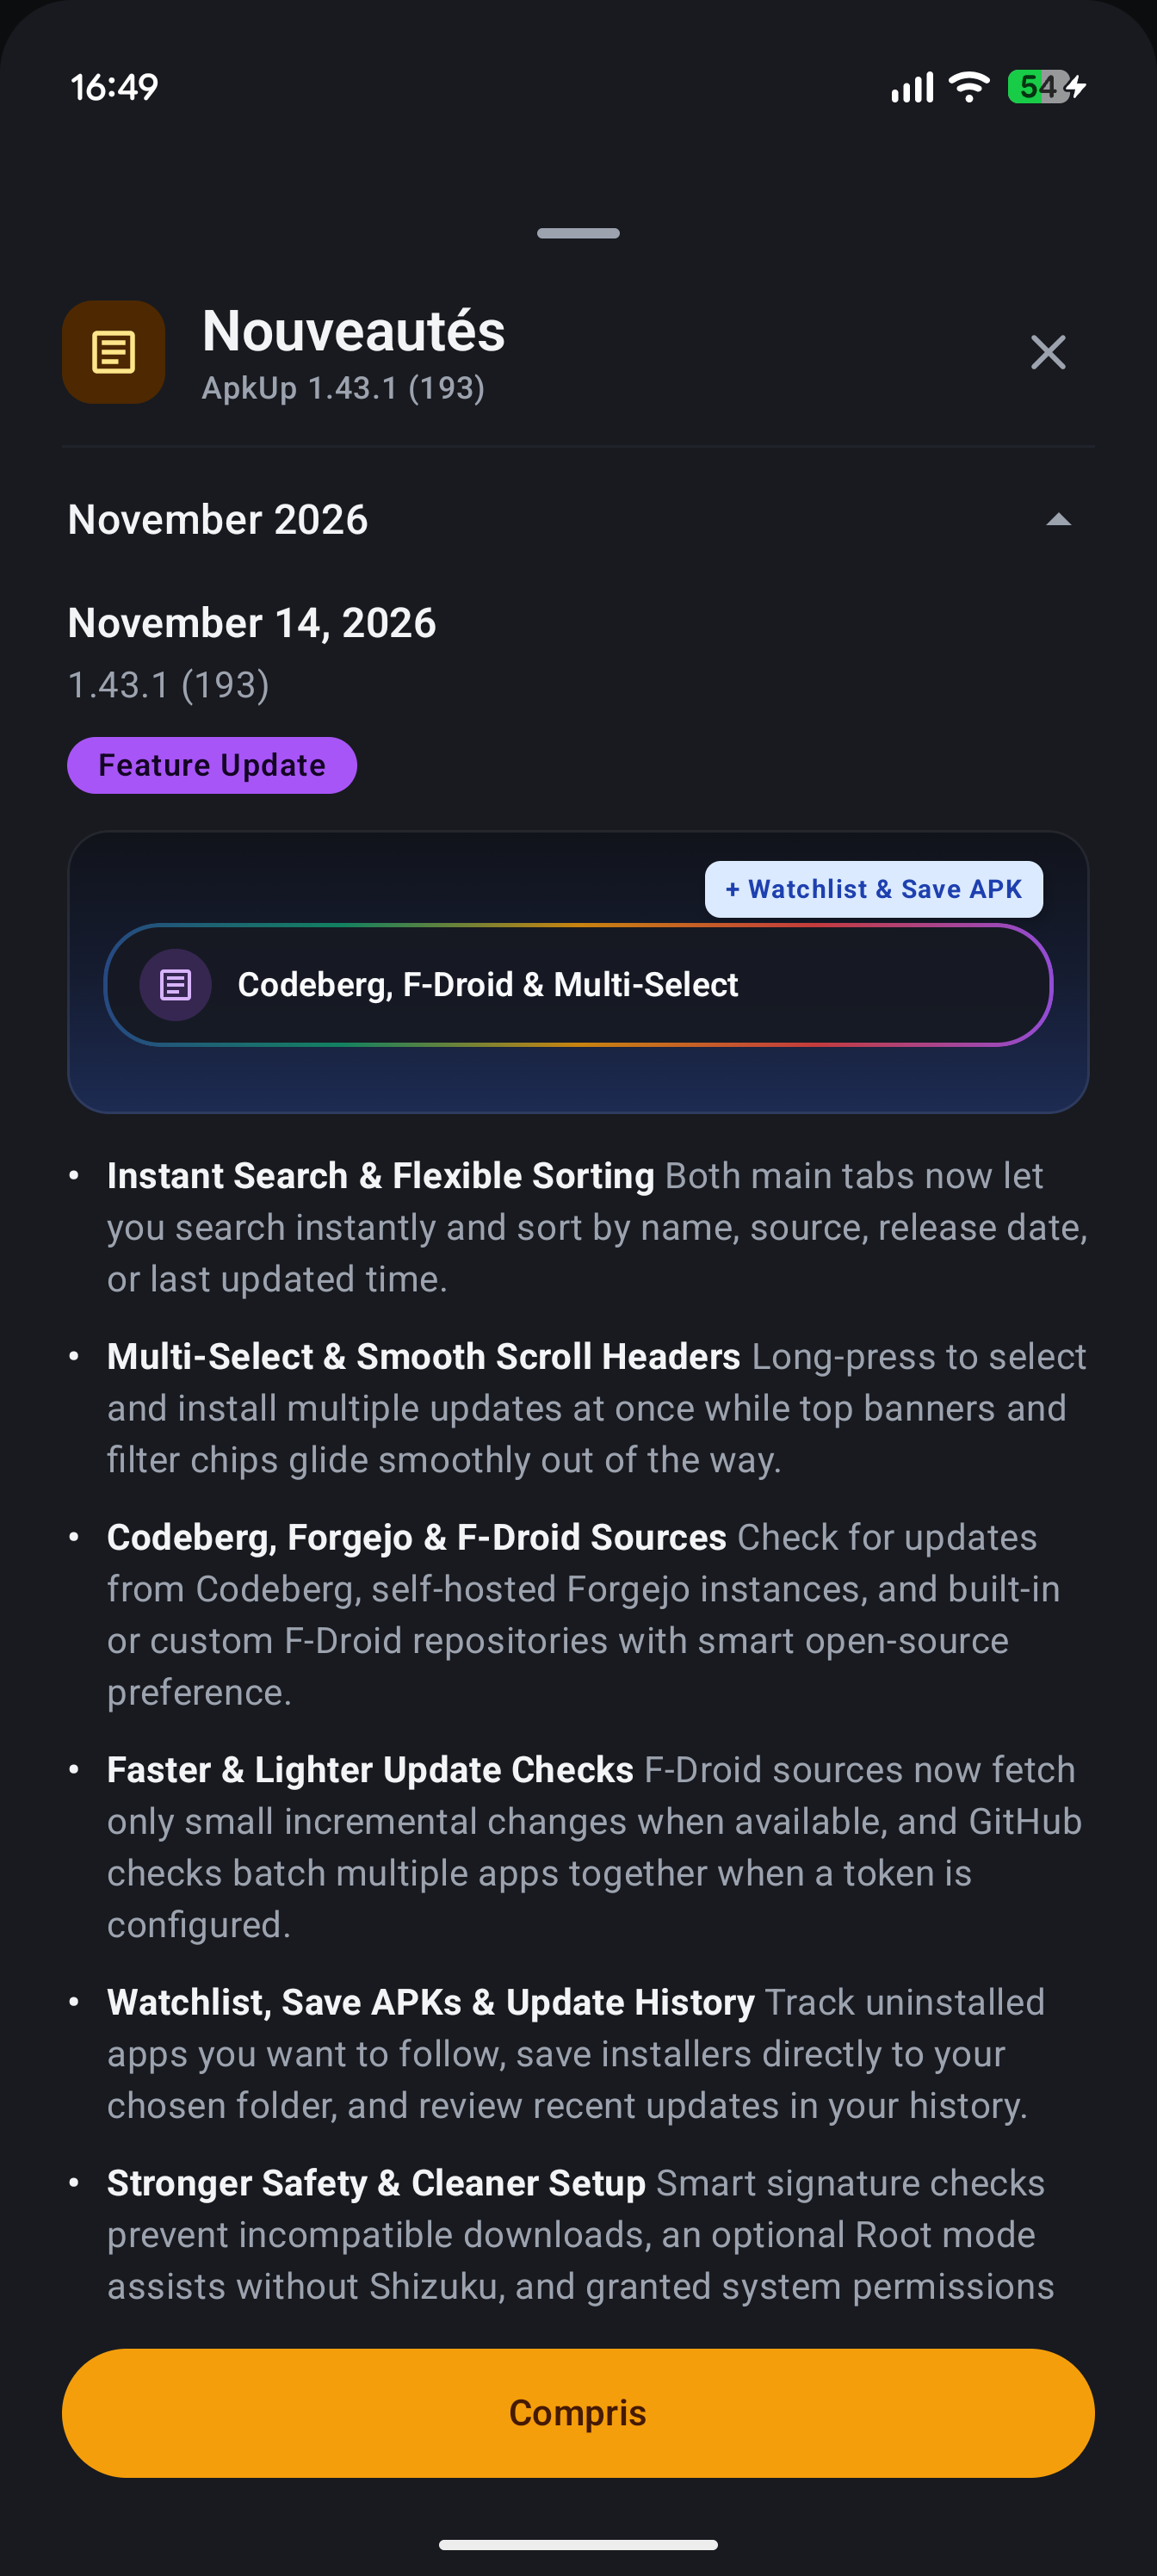 16:49
54
Nouveautés
ApkUp 1.43.1 (193)
November 2026
November 14, 2026
1.43.1 (193)
Feature Update
+ Watchlist & Save APK
Codeberg, F-Droid & Multi-Select
• Instant Search & Flexible Sorting Both main tabs now let
you search instantly and sort by name, source, release date,
or last updated time.
• Multi-Select & Smooth Scroll Headers Long-press to select
and install multiple updates at once while top banners and
filter chips glide smoothly out of the way.
• Codeberg, Forgejo & F-Droid Sources Check for updates
from Codeberg, self-hosted Forgejo instances, and built-in
or custom F-Droid repositories with smart open-source
preference.
• Faster & Lighter Update Checks F-Droid sources now fetch
only small incremental changes when available, and GitHub
checks batch multiple apps together when a token is
configured.
• Watchlist, Save APKs & Update History Track uninstalled
apps you want to follow, save installers directly to your
chosen folder, and review recent updates in your history.
• Stronger Safety & Cleaner Setup Smart signature checks
prevent incompatible downloads, an optional Root mode
assists without Shizuku, and granted system permissions
Compris